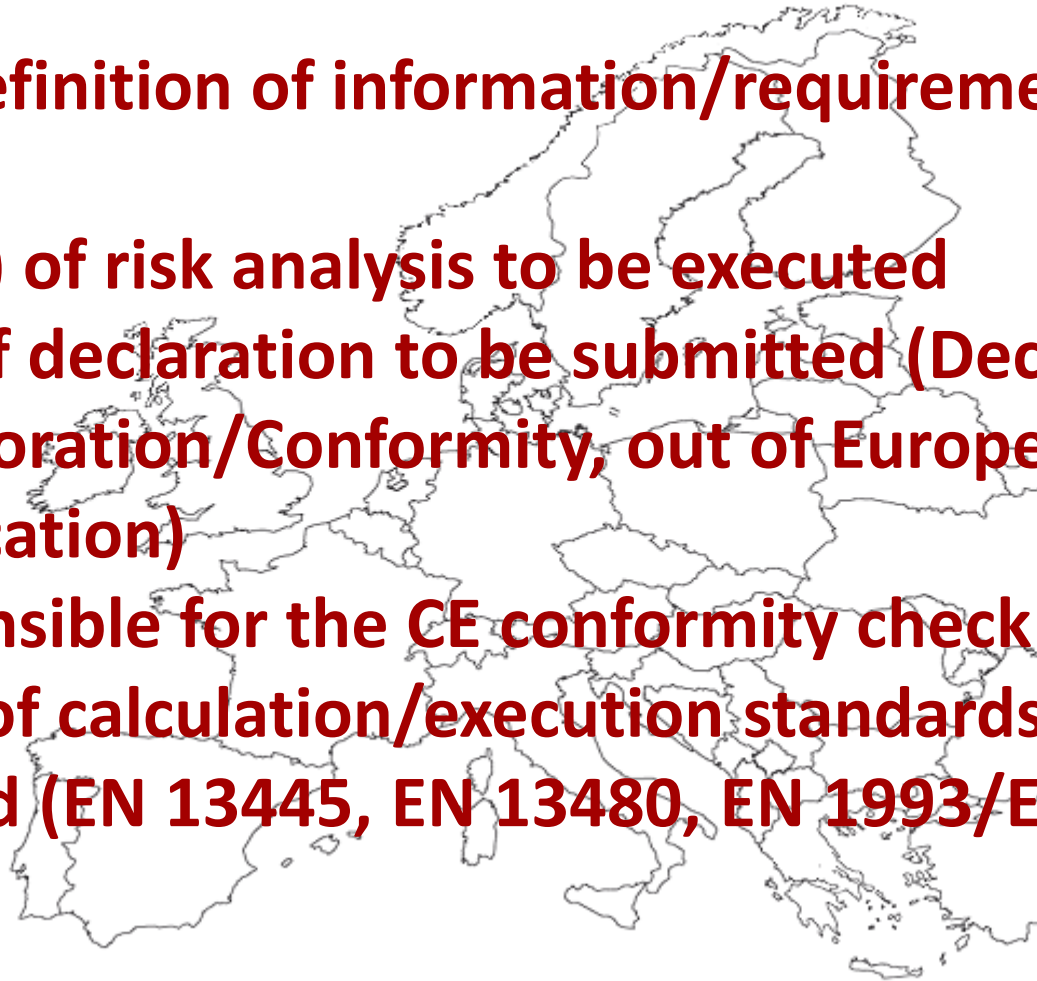 efinition of information/requireme
) of risk analysis to be executed
f declaration to be submitted (Dec
oration/Conformity, out of Europe
cation)
nsible for the CE conformity check
of calculation/execution standards
d (EN 13445, EN 13480, EN 1993/E